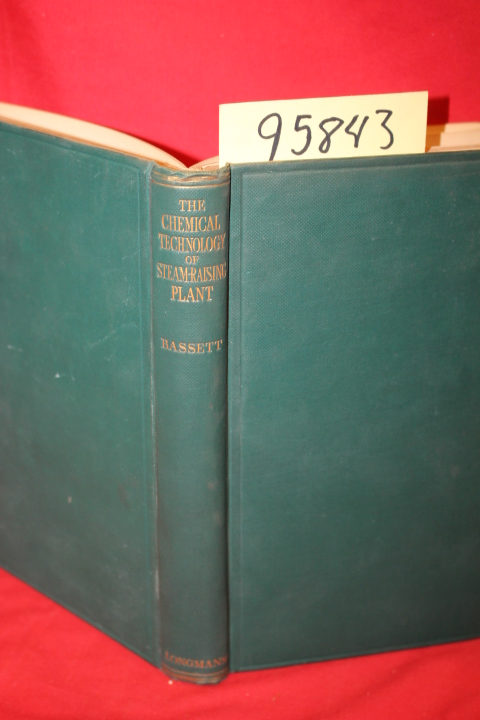 95843
THE
CHEMICAL
TECHNOLOGY
OF
STEAM-RAISING
PLANT
BASSETT
LONGMANS